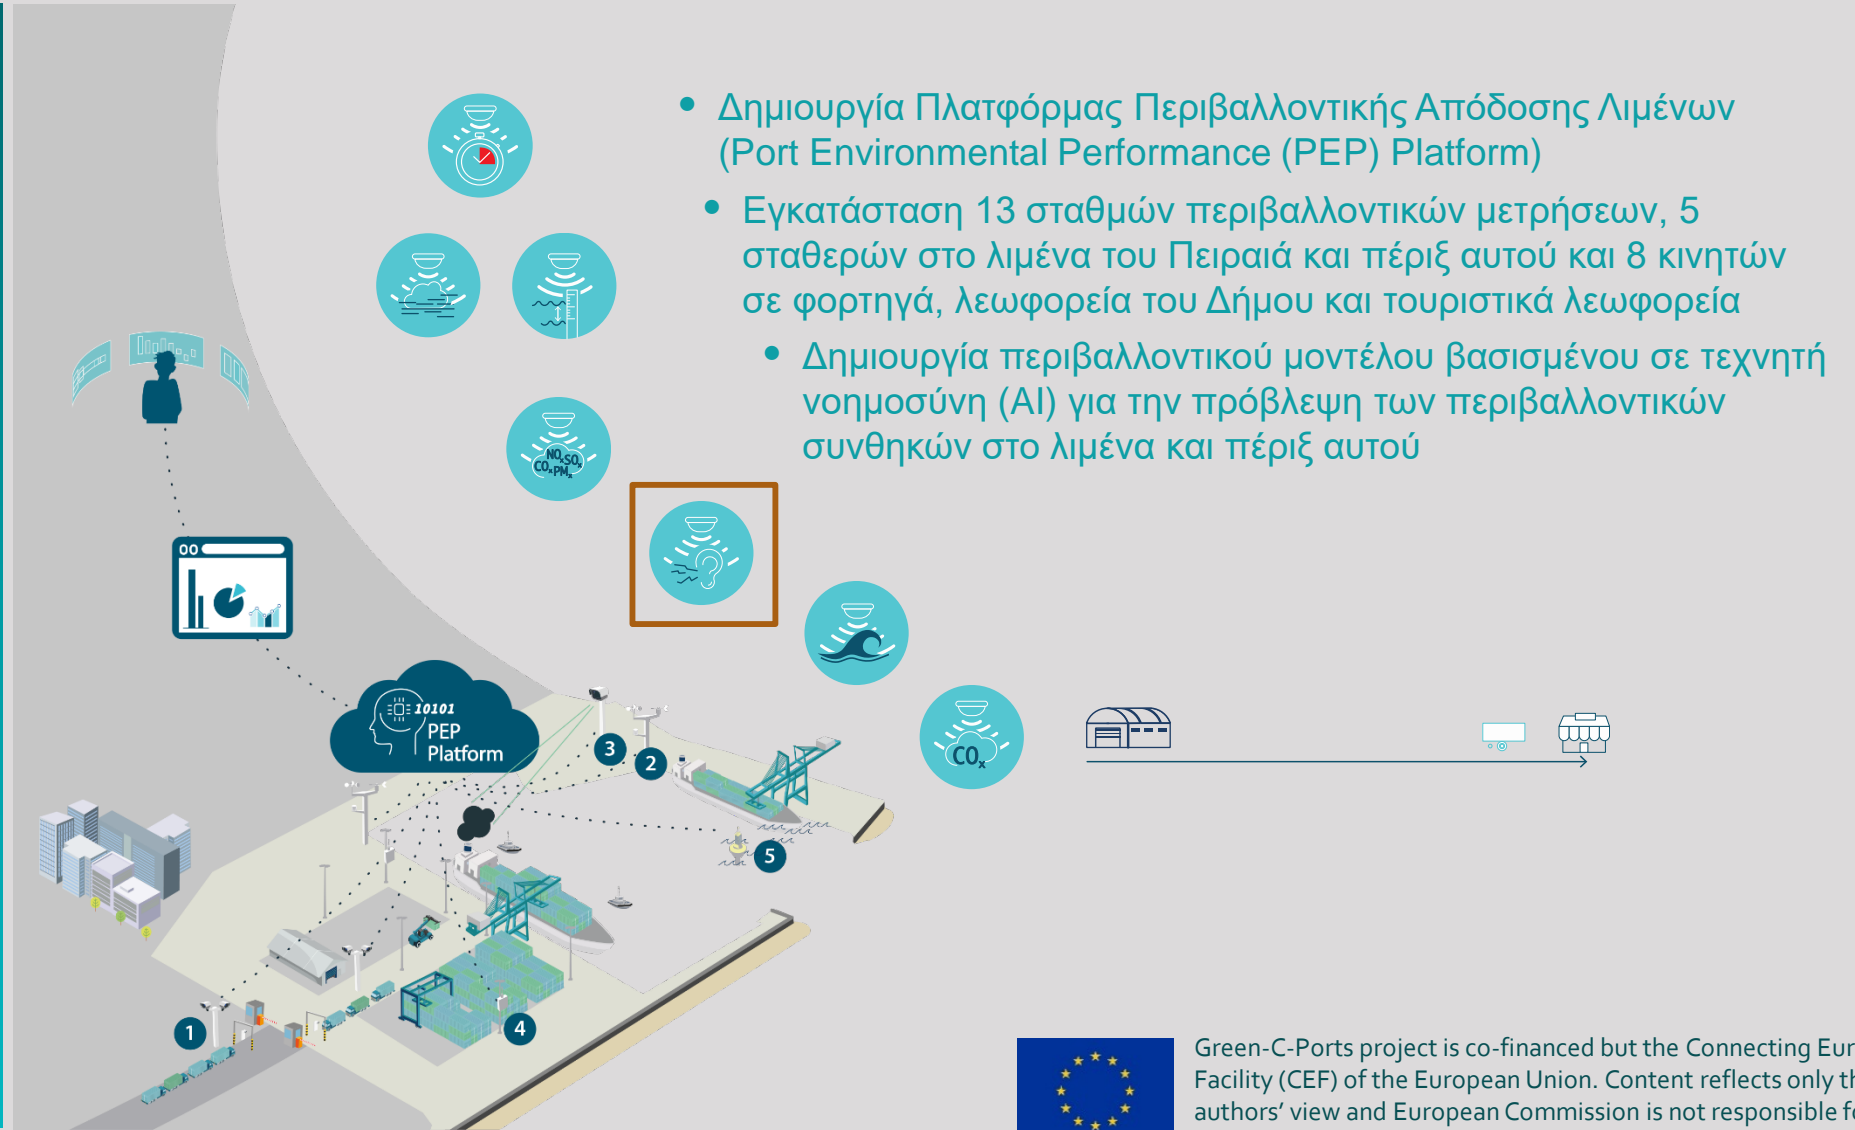 • Δημιουργία Πλατφόρμας Περιβαλλοντικής Απόδοσης Λιμένων
(Port Environmental Performance (PEP) Platform)
• Εγκατάσταση 13 σταθμών περιβαλλοντικών μετρήσεων, 5
σταθερών στο λιμένα του Πειραιά και πέριξ αυτού και 8 κινητών
σε φορτηγά, λεωφορεία του Δήμου και τουριστικά λεωφορεία
• Δημιουργία περιβαλλοντικού μοντέλου βασισμένου σε τεχνητή
νοημοσύνη (AI) για την πρόβλεψη των περιβαλλοντικών
συνθηκών στο λιμένα και πέριξ αυτού
NOx SOx
COx PMx
COx
10101
PEP
Platform
3
2
5
4
1
Green-C-Ports project is co-financed but the Connecting Eur
Facility (CEF) of the European Union. Content reflects only th
authors' view and European Commission is not responsible fo